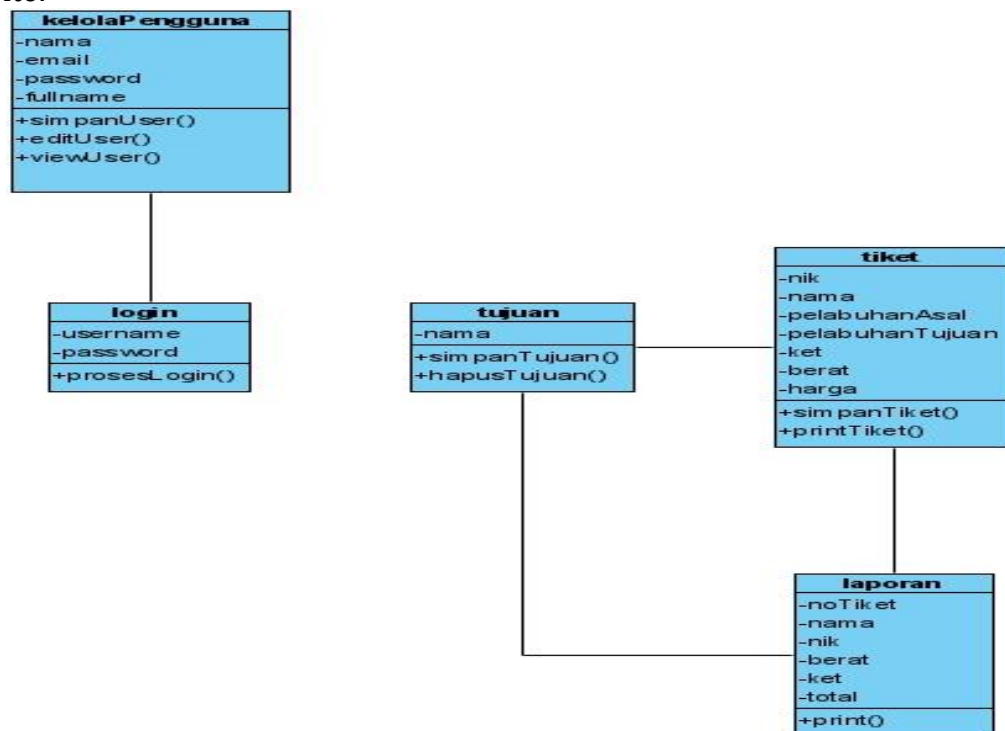 kelolaPengguna
-nama
-email
-password
-fullname
+simpanUser()
+editUser()
+viewUser()
login
-username
-password
+prosesLogin()
tujuan
-nama
+simpanTujuan()
+hapusTujuan()
tiket
-nik
-nama
-pelabuhanAsal
-pelabuhanTujuan
-ket
-berat
-harga
+simpanTiket()
+printTiket()
laporan
-noTiket
-nama
-nik
-berat
-ket
-total
+print()